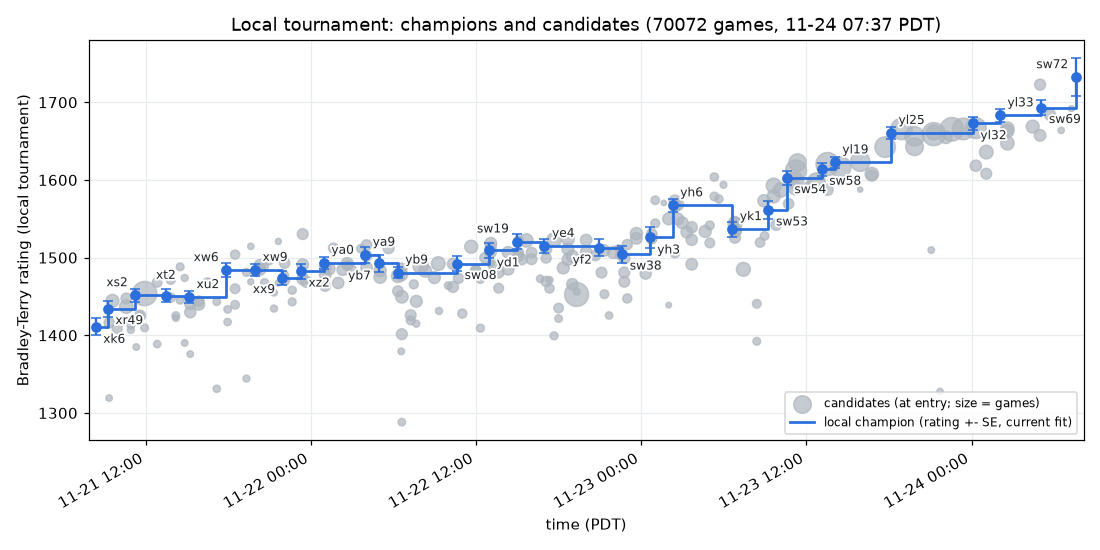 Local tournament: champions and candidates (70072 games, 11-24 07:37 PDT)
Bradley-Terry rating (local tournament)
1700
1600
1500
1400
1300
sw72
yl33
sw69
yl25
yl32
yl19
sw58
sw54
yh6
yk1
sw53
sw19
ye4
yh3
ya0
ya9
xw6
xw9
yf2
sw38
yd1
yb9
sw08
yb7
xs2
xt2
xu2
xx9
xz2
xr49
xk6
candidates (at entry; size = games)
local champion (rating +- SE, current fit)
11-21 12:00
11-22 00:00
11-22 12:00
11-23 00:00
11-23 12:00
11-24 00:00
time (PDT)